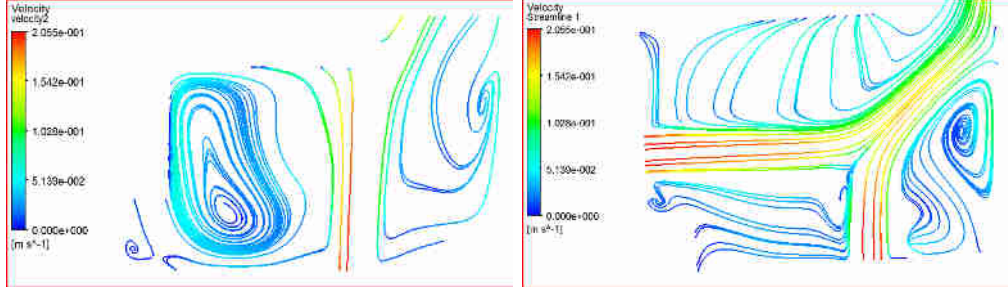 Velocity
velocity2
2.055e-001
1.542e-001
1.028e-001
5.139e-002
0.000e+000
[m s^-1]
Velocity
Streamline 1
2.055e-001
1.542e-001
1.028e-001
5.139e-002
0.000e+000
[m s^-1]